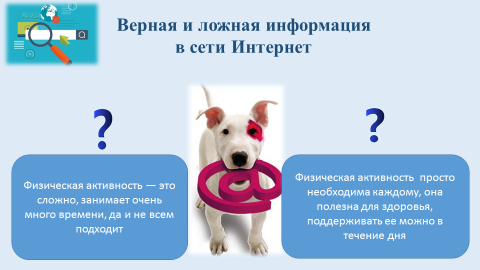 Верная и ложная информация
в сети Интернет
?
?
Физическая активность — это
сложно, занимает очень
много времени, да и не всем
подходит
@
Физическая активность просто
необходима каждому, она
полезна для здоровья,
поддерживать ее можно в
течение дня